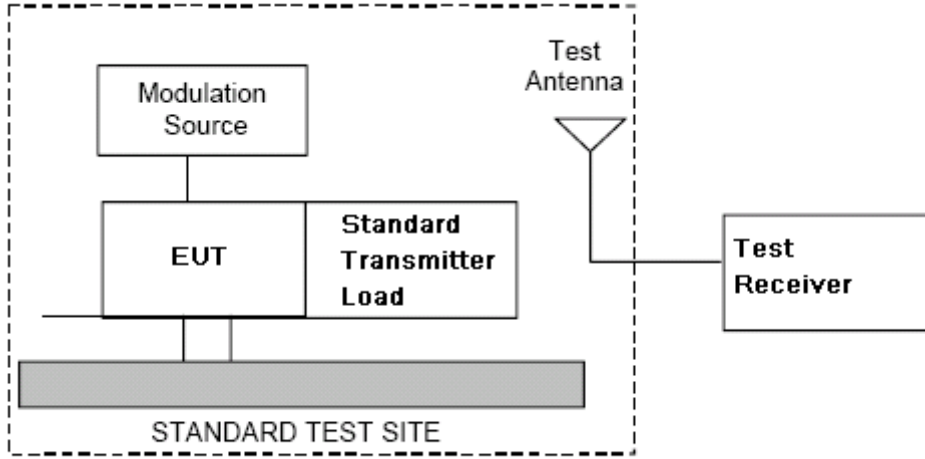 Test
Antenna
Modulation
Source
EUT
Standard
Transmitter
Load
Test
Receiver
STANDARD TEST SITE